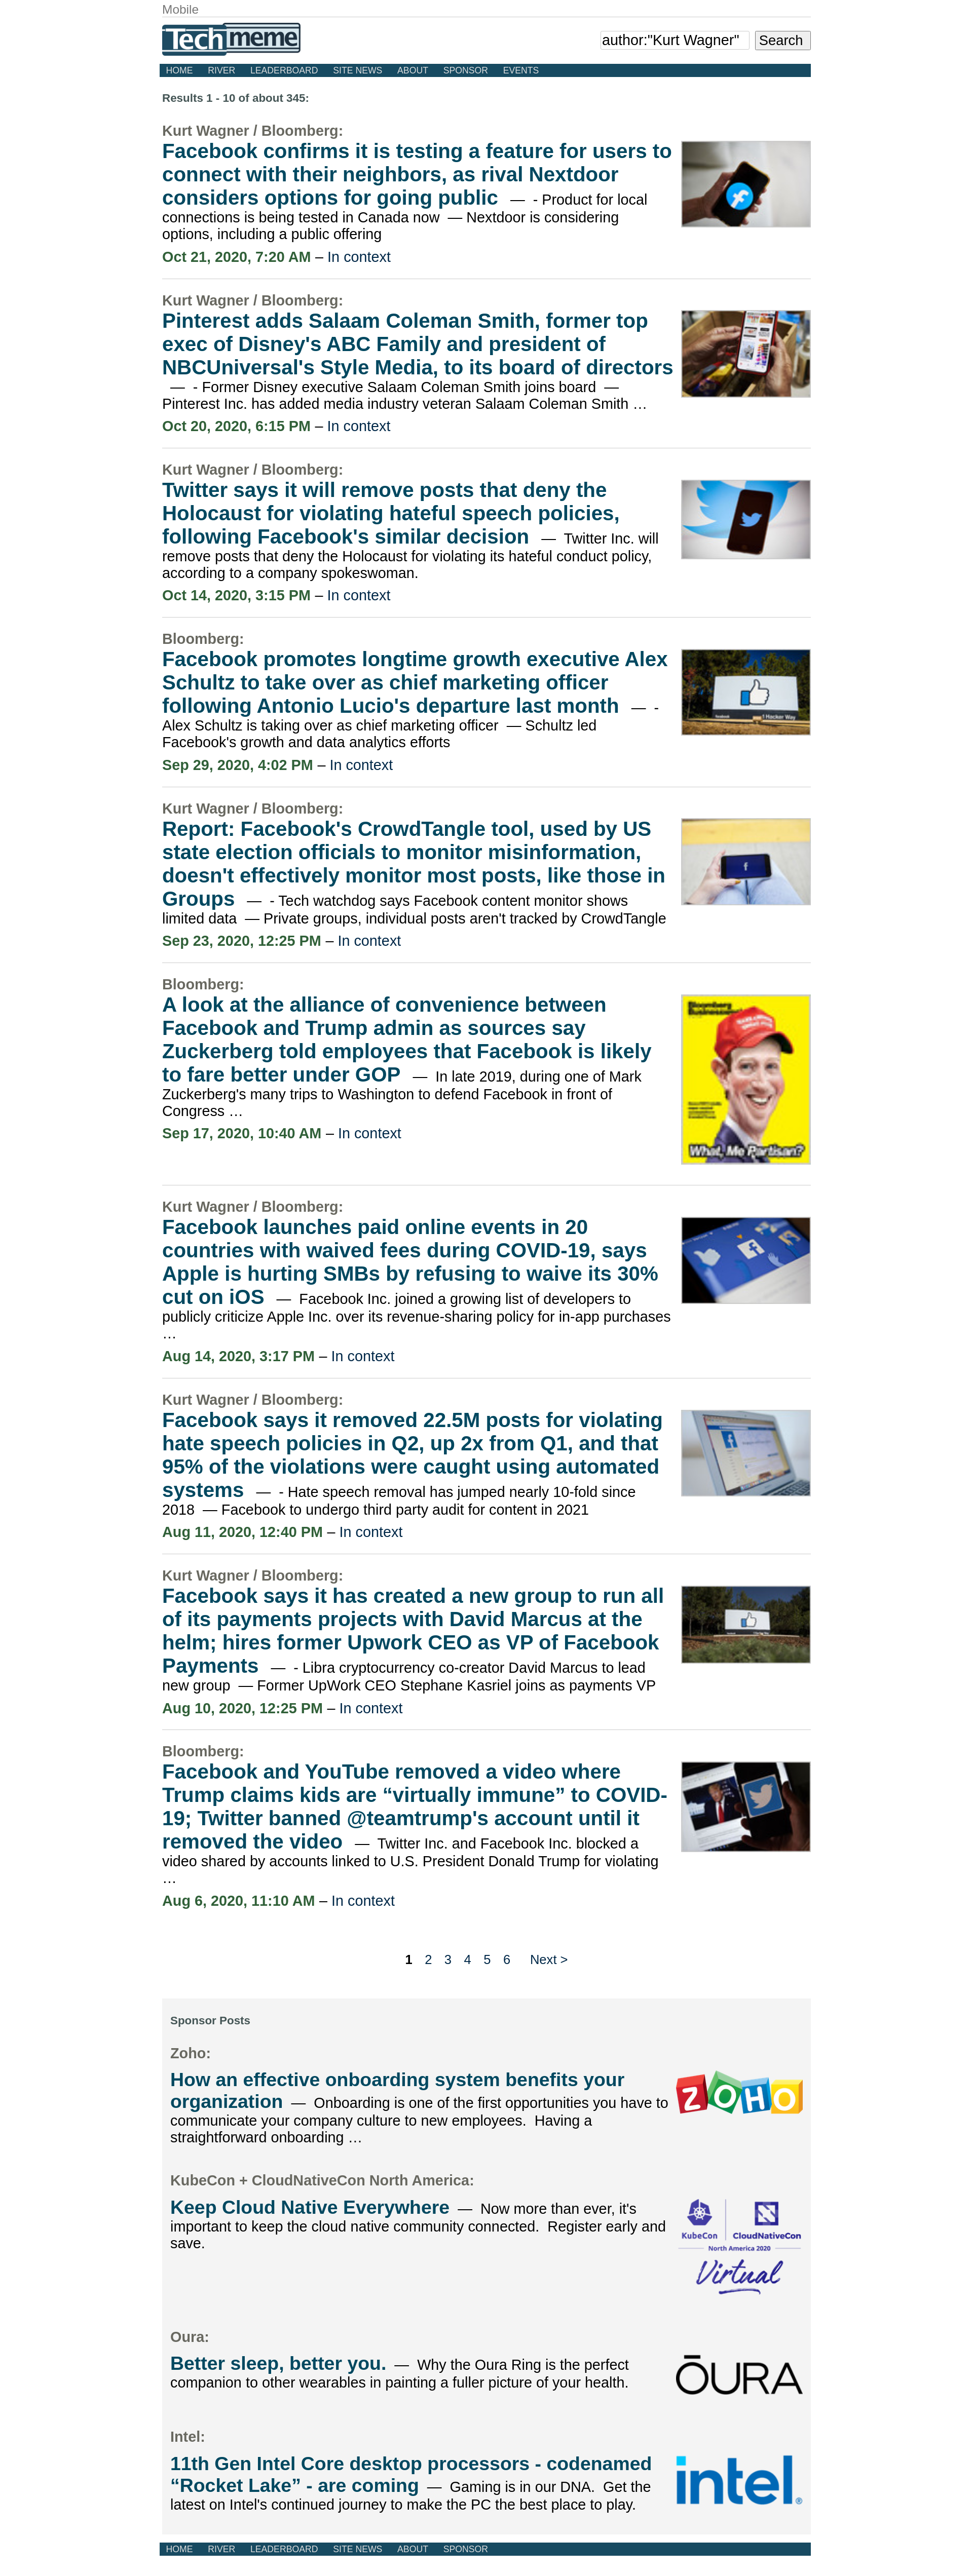 Mobile
Techmeme
author:"Kurt Wagner"
Search
HOME RIVER LEADERBOARD SITE NEWS ABOUT SPONSOR EVENTS
Results 1 - 10 of about 345:
Kurt Wagner / Bloomberg:
Facebook confirms it is testing a feature for users to
connect with their neighbors, as rival Nextdoor
considers options for going public — - Product for local
connections is being tested in Canada now — Nextdoor is considering
options, including a public offering
Oct 21, 2020, 7:20 AM – In context
Kurt Wagner / Bloomberg:
Pinterest adds Salaam Coleman Smith, former top
exec of Disney's ABC Family and president of
NBCUniversal's Style Media, to its board of directors
— - Former Disney executive Salaam Coleman Smith joins board —
Pinterest Inc. has added media industry veteran Salaam Coleman Smith …
Oct 20, 2020, 6:15 PM – In context
Kurt Wagner / Bloomberg:
Twitter says it will remove posts that deny the
Holocaust for violating hateful speech policies,
following Facebook's similar decision — Twitter Inc. will
remove posts that deny the Holocaust for violating its hateful conduct policy,
according to a company spokeswoman.
Oct 14, 2020, 3:15 PM – In context
Bloomberg:
Facebook promotes longtime growth executive Alex
Schultz to take over as chief marketing officer
following Antonio Lucio's departure last month — -
Alex Schultz is taking over as chief marketing officer — Schultz led
Facebook's growth and data analytics efforts
Sep 29, 2020, 4:02 PM – In context
Hacker Way
Kurt Wagner / Bloomberg:
Report: Facebook's CrowdTangle tool, used by US
state election officials to monitor misinformation,
doesn't effectively monitor most posts, like those in
Groups — - Tech watchdog says Facebook content monitor shows
limited data — Private groups, individual posts aren't tracked by CrowdTangle
Sep 23, 2020, 12:25 PM – In context
Bloomberg:
A look at the alliance of convenience between
Facebook and Trump admin as sources say
Zuckerberg told employees that Facebook is likely
to fare better under GOP — In late 2019, during one of Mark
Zuckerberg's many trips to Washington to defend Facebook in front of
Congress …
Sep 17, 2020, 10:40 AM – In context
Bloomberg
Businessweek
What, Me Partisan?
Kurt Wagner / Bloomberg:
Facebook launches paid online events in 20
countries with waived fees during COVID-19, says
Apple is hurting SMBs by refusing to waive its 30%
cut on iOS — Facebook Inc. joined a growing list of developers to
publicly criticize Apple Inc. over its revenue-sharing policy for in-app purchases
…
Aug 14, 2020, 3:17 PM – In context
Kurt Wagner / Bloomberg:
Facebook says it removed 22.5M posts for violating
hate speech policies in Q2, up 2x from Q1, and that
95% of the violations were caught using automated
systems — - Hate speech removal has jumped nearly 10-fold since
2018 — Facebook to undergo third party audit for content in 2021
Aug 11, 2020, 12:40 PM – In context
Kurt Wagner / Bloomberg:
Facebook says it has created a new group to run all
of its payments projects with David Marcus at the
helm; hires former Upwork CEO as VP of Facebook
Payments — - Libra cryptocurrency co-creator David Marcus to lead
new group — Former UpWork CEO Stephane Kasriel joins as payments VP
Aug 10, 2020, 12:25 PM – In context
Bloomberg:
Facebook and YouTube removed a video where
Trump claims kids are “virtually immune” to COVID-
19; Twitter banned @teamtrump's account until it
removed the video — Twitter Inc. and Facebook Inc. blocked a
video shared by accounts linked to U.S. President Donald Trump for violating
…
Aug 6, 2020, 11:10 AM – In context
1 2 3 4 5 6 Next >
Sponsor Posts
Zoho:
How an effective onboarding system benefits your
organization — Onboarding is one of the first opportunities you have to
communicate your company culture to new employees. Having a
straightforward onboarding …
ZOHO
KubeCon + CloudNativeCon North America:
Keep Cloud Native Everywhere — Now more than ever, it's
important to keep the cloud native community connected. Register early and
save.
KubeCon CloudNativeCon
North America 2020
Virtual
Oura:
Better sleep, better you. — Why the Oura Ring is the perfect
companion to other wearables in painting a fuller picture of your health.
ŌURA
Intel:
11th Gen Intel Core desktop processors - codenamed
“Rocket Lake” - are coming — Gaming is in our DNA. Get the
latest on Intel's continued journey to make the PC the best place to play.
intel®
HOME RIVER LEADERBOARD SITE NEWS ABOUT SPONSOR